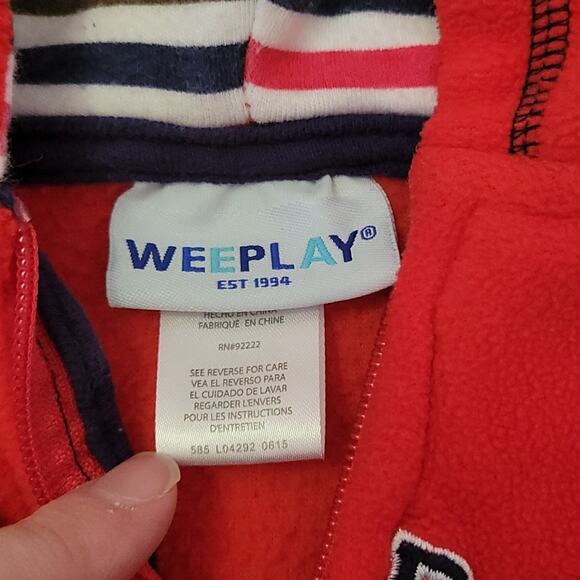 WEEPLAY®
EST 1994
HECHO EN CHINA
FABRIQUÉ EN CHINE
RN#92222
SEE REVERSE FOR CARE
VEA EL REVERSO PARA
EL CUIDADO DE LAVAR
REGARDER L'ENVERS
POUR LES INSTRUCTIONS
D'ENTRETIEN
585 L04292 0615